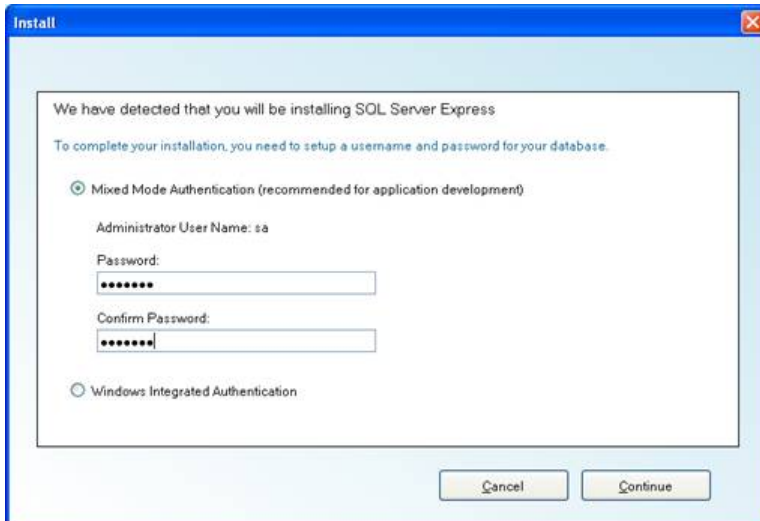 Install
We have detected that you will be installing SQL Server Express
To complete your installation, you need to setup a username and password for your database.
Mixed Mode Authentication (recommended for application development)
Administrator User Name: sa
Password:
•••••••
Confirm Password:
•••••••
Windows Integrated Authentication
Cancel
Continue